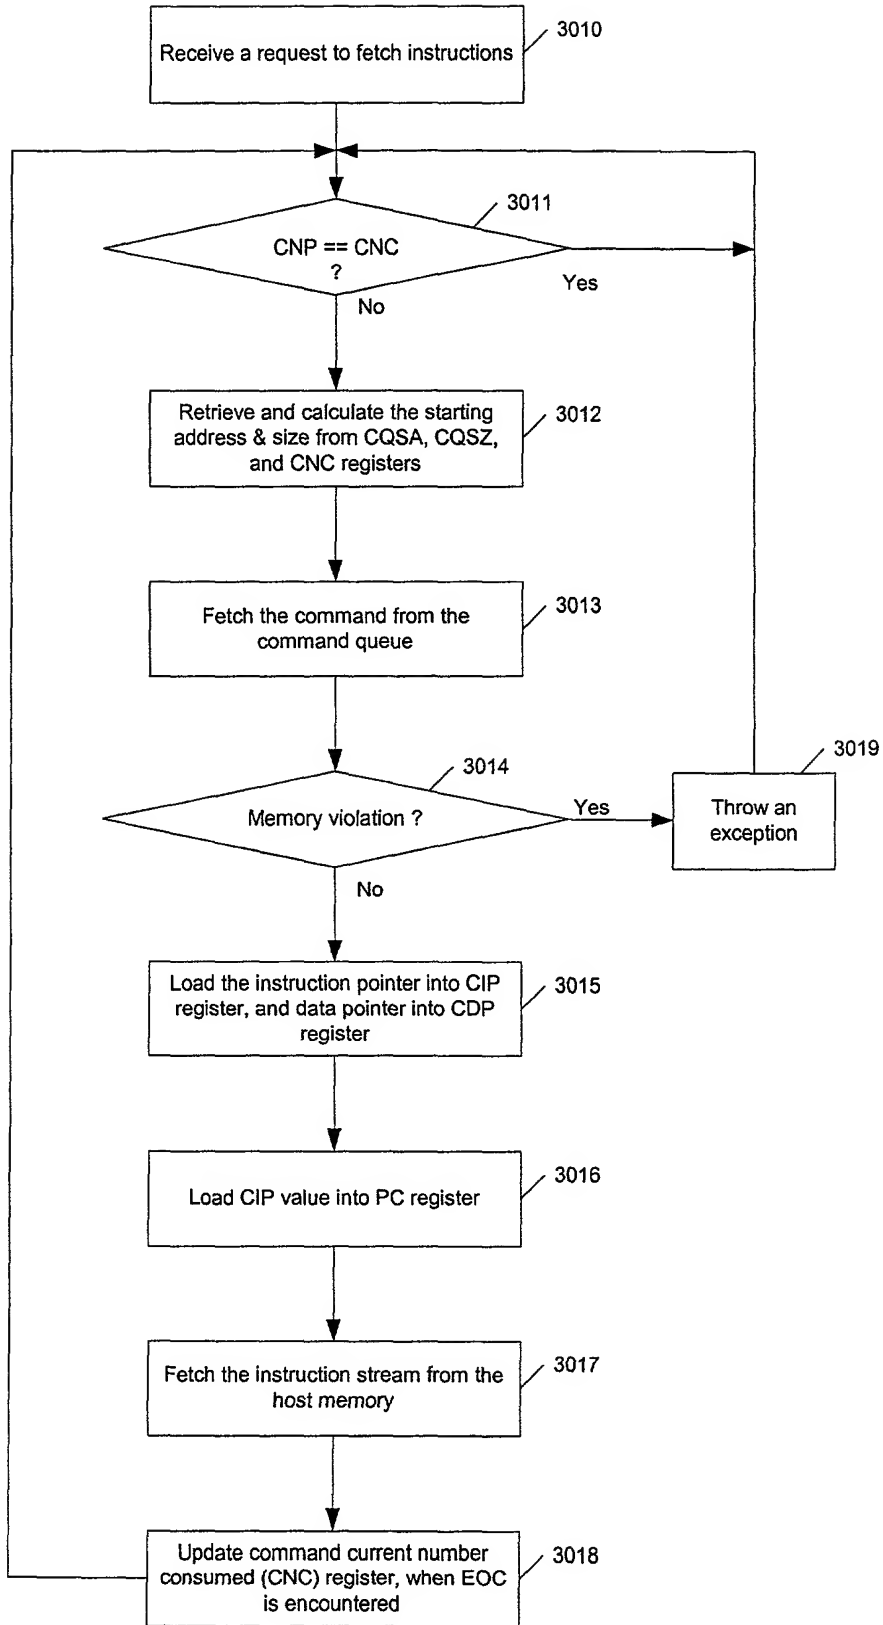 Receive a request to fetch instructions
3010
3011
CNP == CNC
?
Yes
No
Retrieve and calculate the starting
address & size from CQSA, CQSZ,
and CNC registers
3012
Fetch the command from the
command queue
3013
3014
Memory violation ?
Yes
No
3019
Throw an
exception
Load the instruction pointer into CIP
register, and data pointer into CDP
register
3015
Load CIP value into PC register
3016
Fetch the instruction stream from the
host memory
3017
Update command current number
consumed (CNC) register, when EOC
is encountered
3018